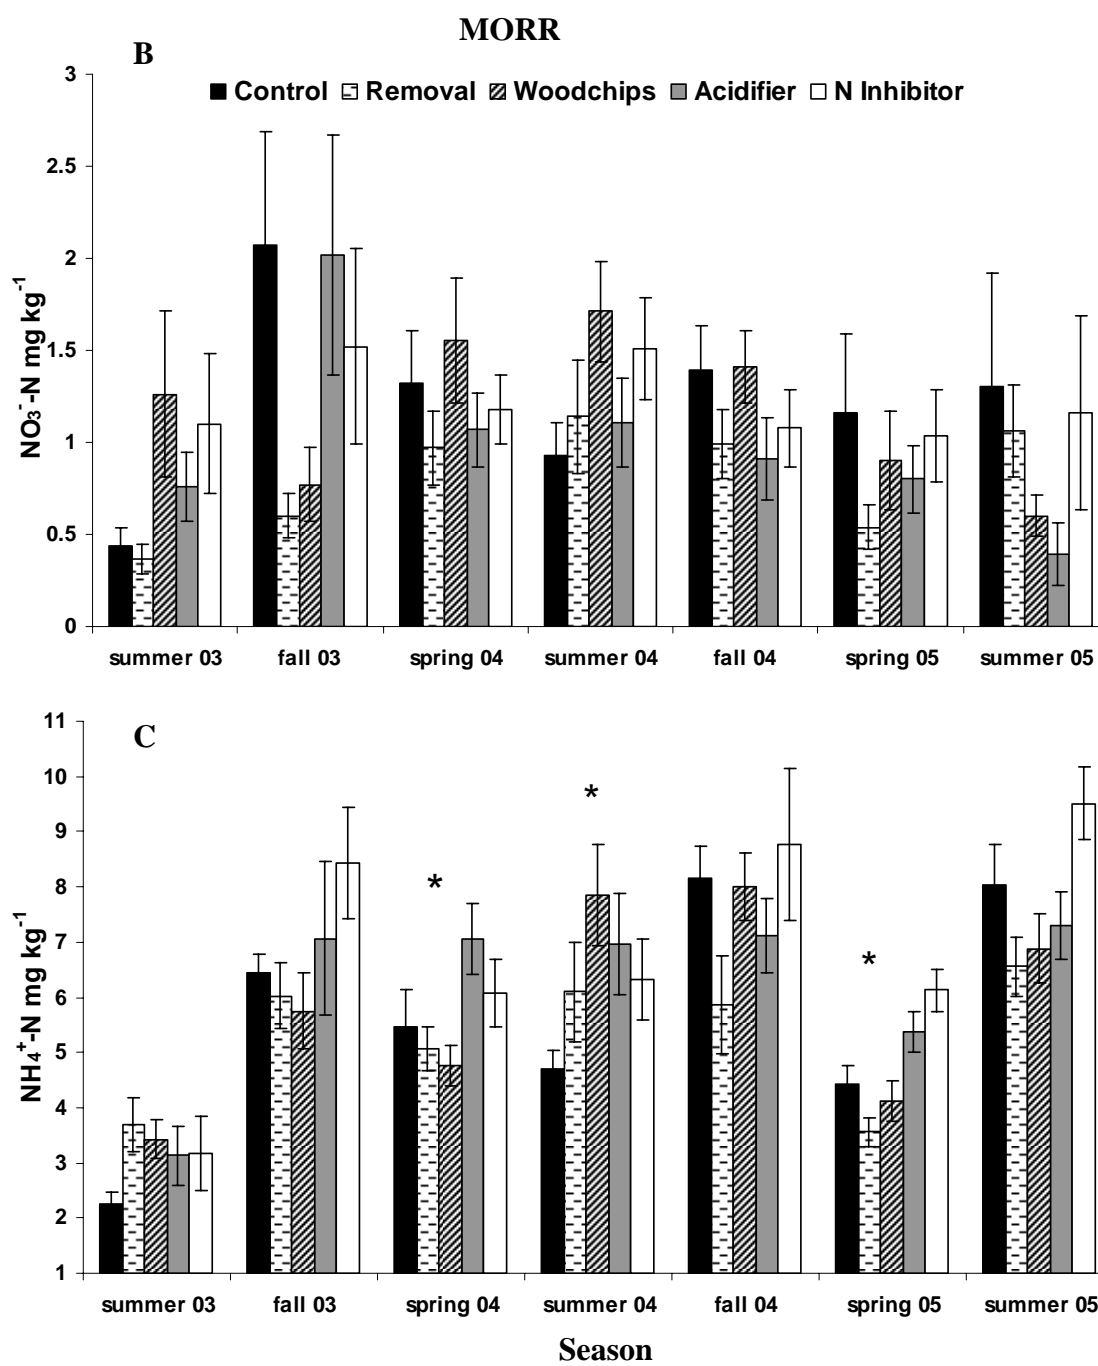 MORR
B
3
Control Removal Woodchips Acidifier N Inhibitor
2.5
2
1.5
1
0.5
0
NO₃⁻-N mg kg⁻¹
summer 03 fall 03 spring 04 summer 04 fall 04 spring 05 summer 05
C
11
10
9
8
7
6
5
4
3
2
1
NH₄⁺-N mg kg⁻¹
*
*
*
summer 03 fall 03 spring 04 summer 04 fall 04 spring 05 summer 05
Season